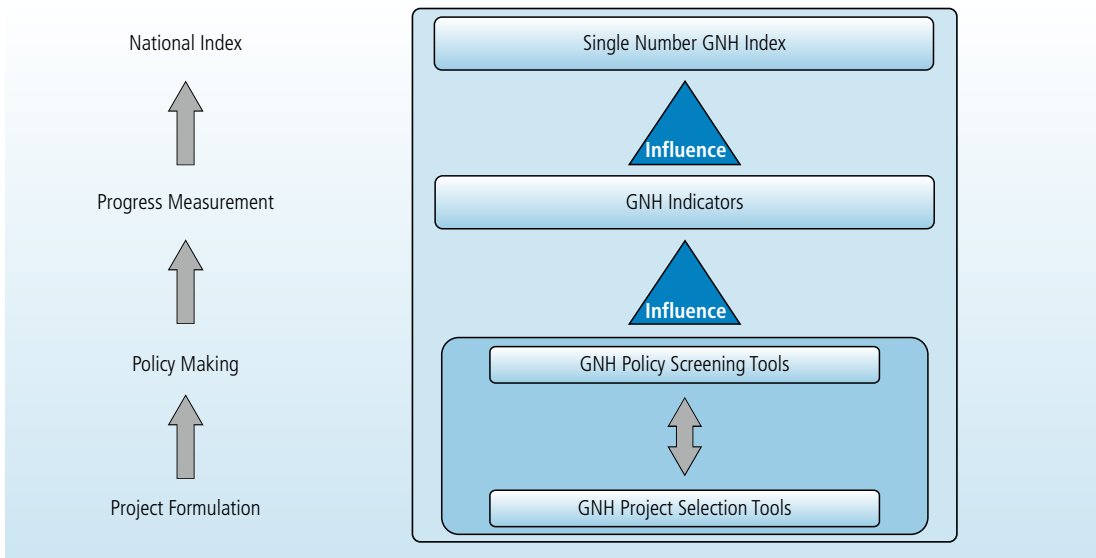 National Index
Single Number GNH Index
Influence
Progress Measurement
GNH Indicators
Influence
Policy Making
GNH Policy Screening Tools
Project Formulation
GNH Project Selection Tools